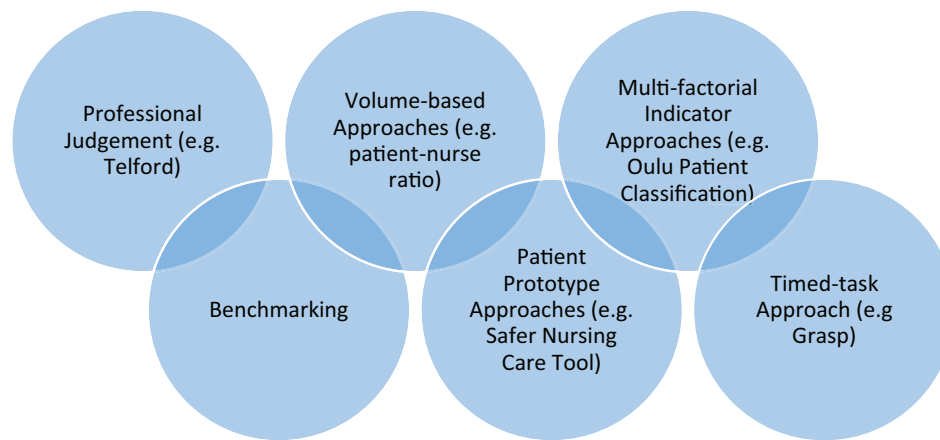 Professional
Judgement (e.g.
Telford)
Benchmarking
Volume-based
Approaches (e.g.
patient-nurse
ratio)
Patient
Prototype
Approaches (e.g.
Safer Nursing
Care Tool)
Multi-factorial
Indicator
Approaches (e.g.
Oulu Patient
Classification)
Timed-task
Approach (e.g
Grasp)